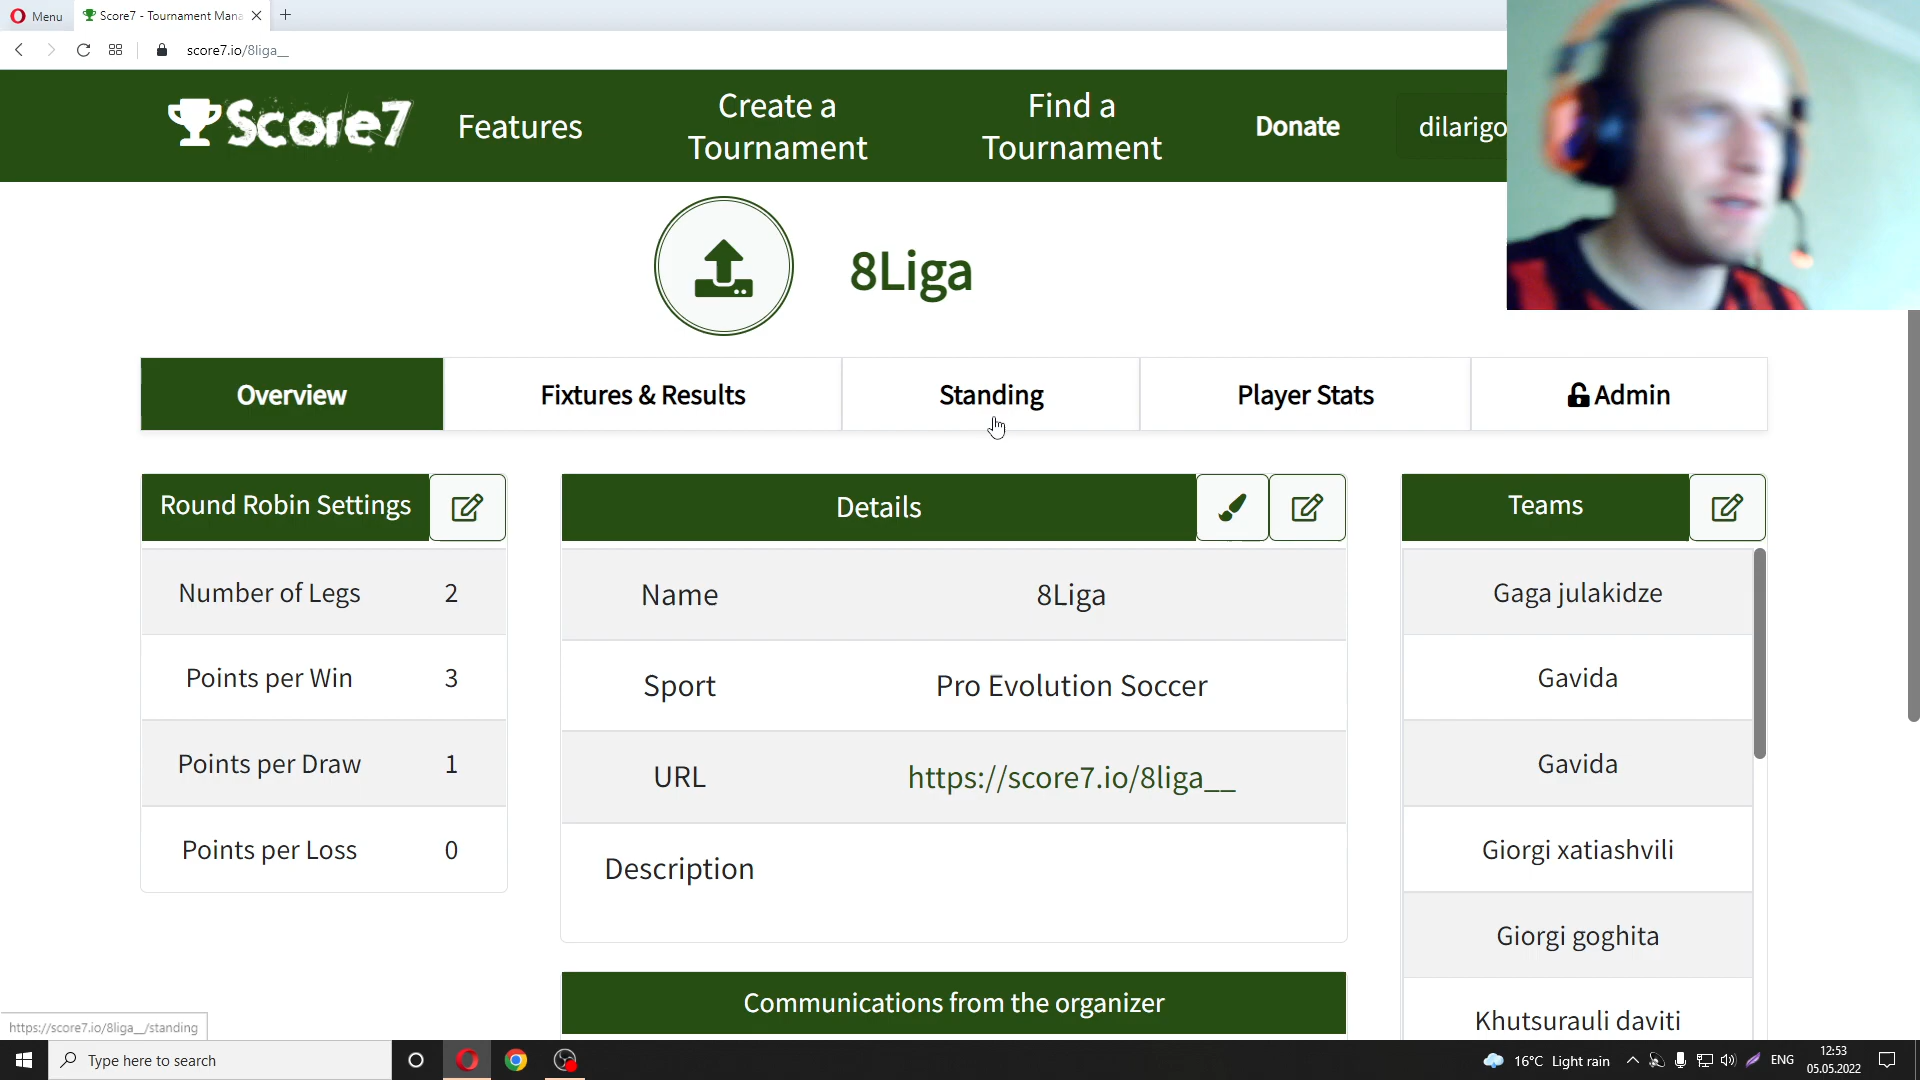 Menu
Score7 - Tournament Mana
score7.io/8liga__
Score7
Features
Create a
Tournament
Find a
Tournament
Donate
dilarigo
8Liga
Overview
Fixtures & Results
Standing
Player Stats
Admin
Round Robin Settings
Number of Legs 2
Points per Win 3
Points per Draw 1
Points per Loss 0
Details
Name 8Liga
Sport Pro Evolution Soccer
URL https://score7.io/8liga__
Description
Communications from the organizer
Teams
Gaga julakidze
Gavida
Gavida
Giorgi xatiashvili
Giorgi goghita
Khutsurauli daviti
https://score7.io/8liga__/standing
Type here to search
16°C Light rain
ENG
12:53
05.05.2022